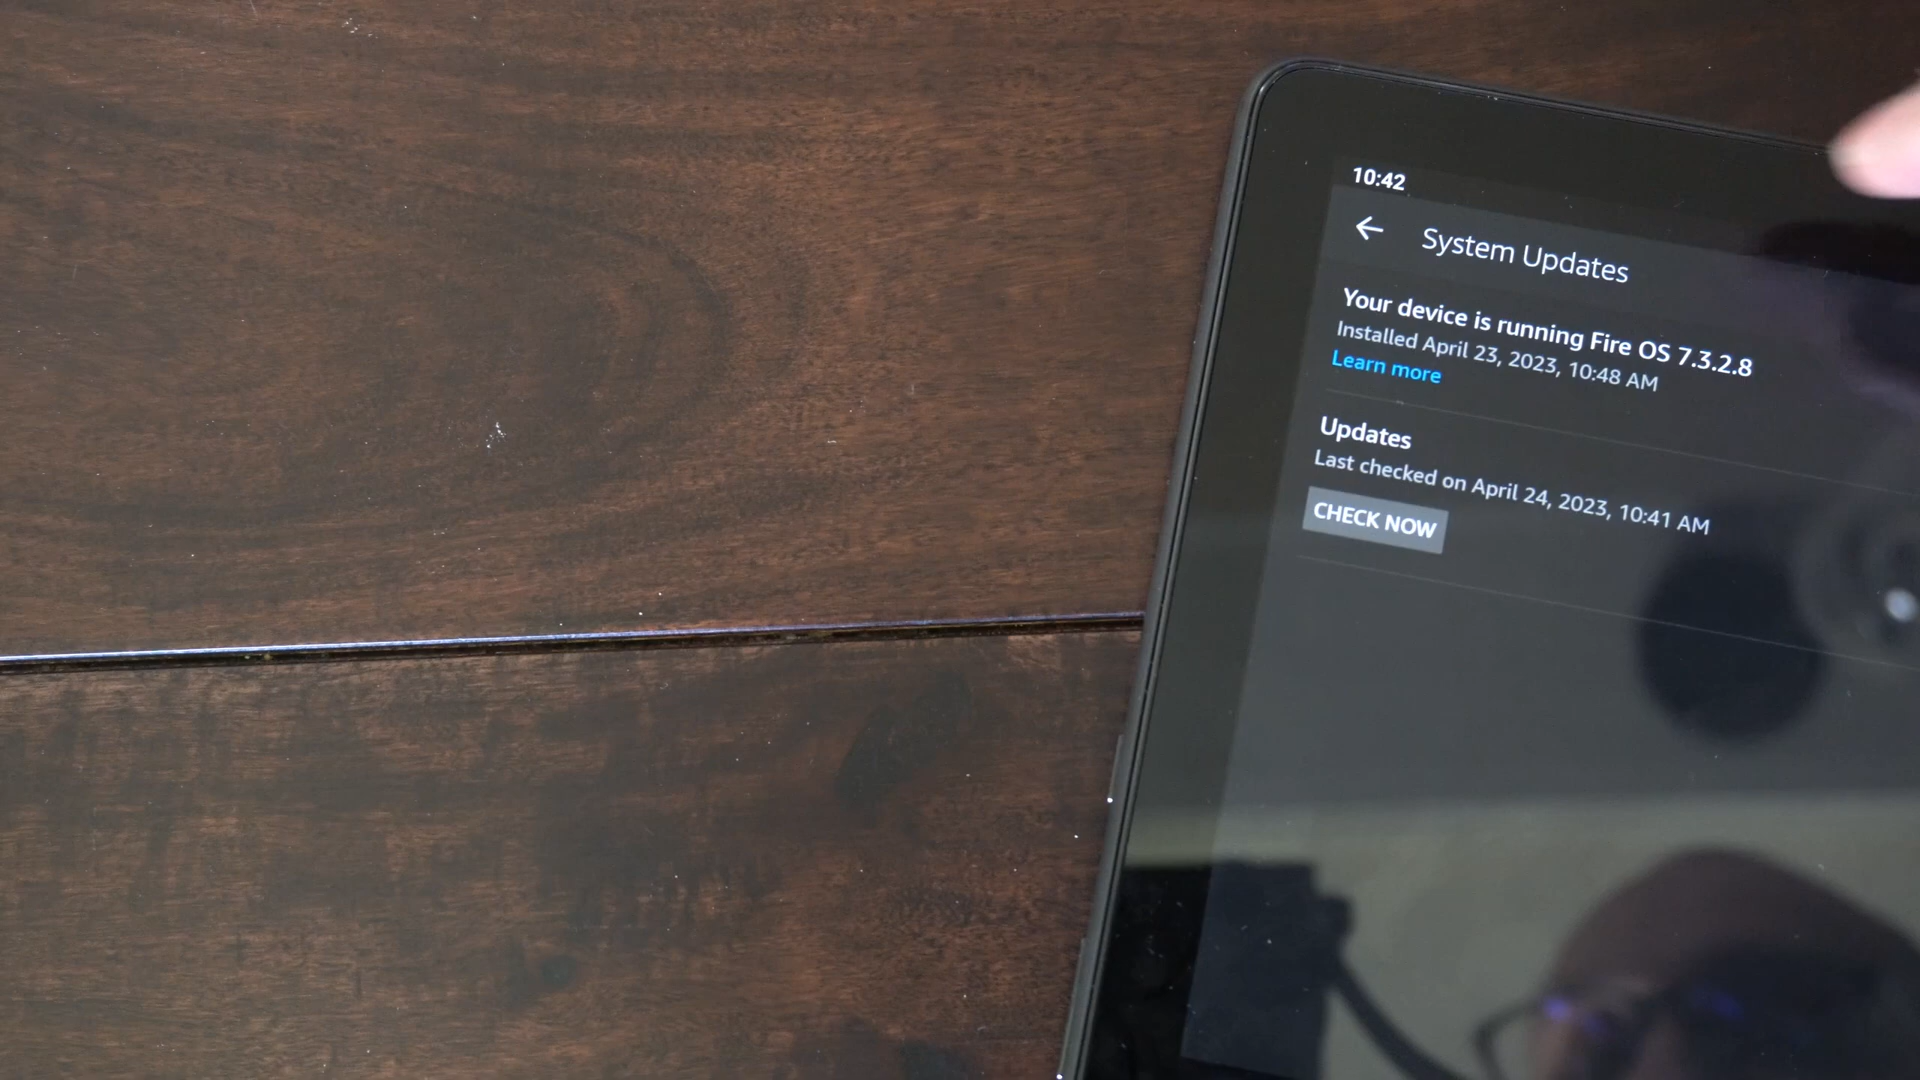 10:42
System Updates
Your device is running Fire OS 7.3.2.8
Installed April 23, 2023, 10:48 AM
Learn more
Updates
Last checked on April 24, 2023, 10:41 AM
CHECK NOW